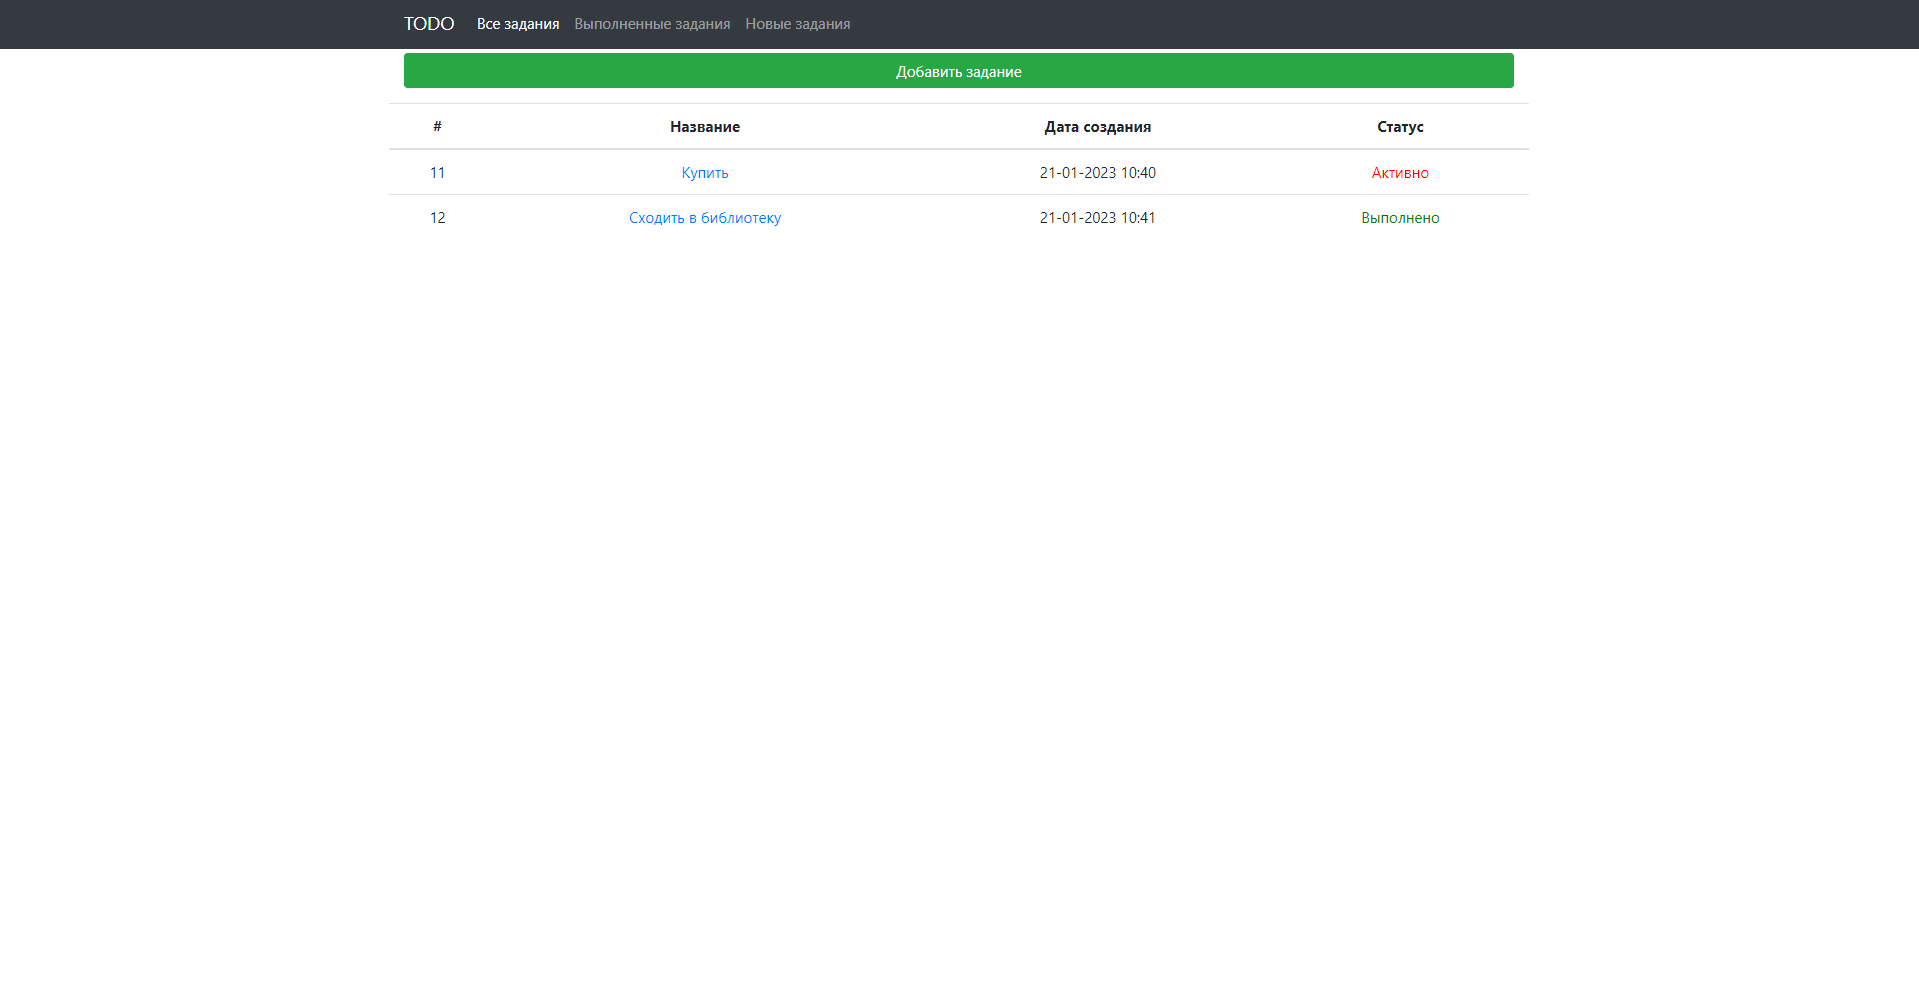 TODO Все задания Выполненные задания Новые задания
Добавить задание
# Название Дата создания Статус
11 Купить 21-01-2023 10:40 Активно
12 Сходить в библиотеку 21-01-2023 10:41 Выполнено